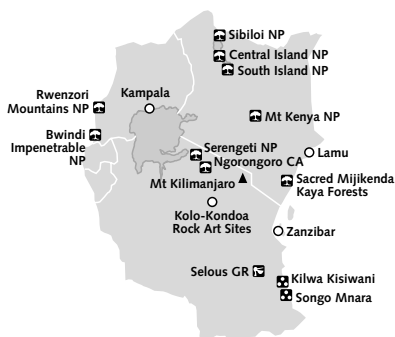 Sibiloi NP
Central Island NP
South Island NP
Rwenzori
Mountains NP
Kampala
Mt Kenya NP
Bwindi
Impenetrable
NP
Serengeti NP
Ngorongoro CA
Lamu
Mt Kilimanjaro
Sacred Mijikenda
Kaya Forests
Kolo-Kondoa
Rock Art Sites
Zanzibar
Selous GR
Kilwa Kisiwani
Songo Mnara